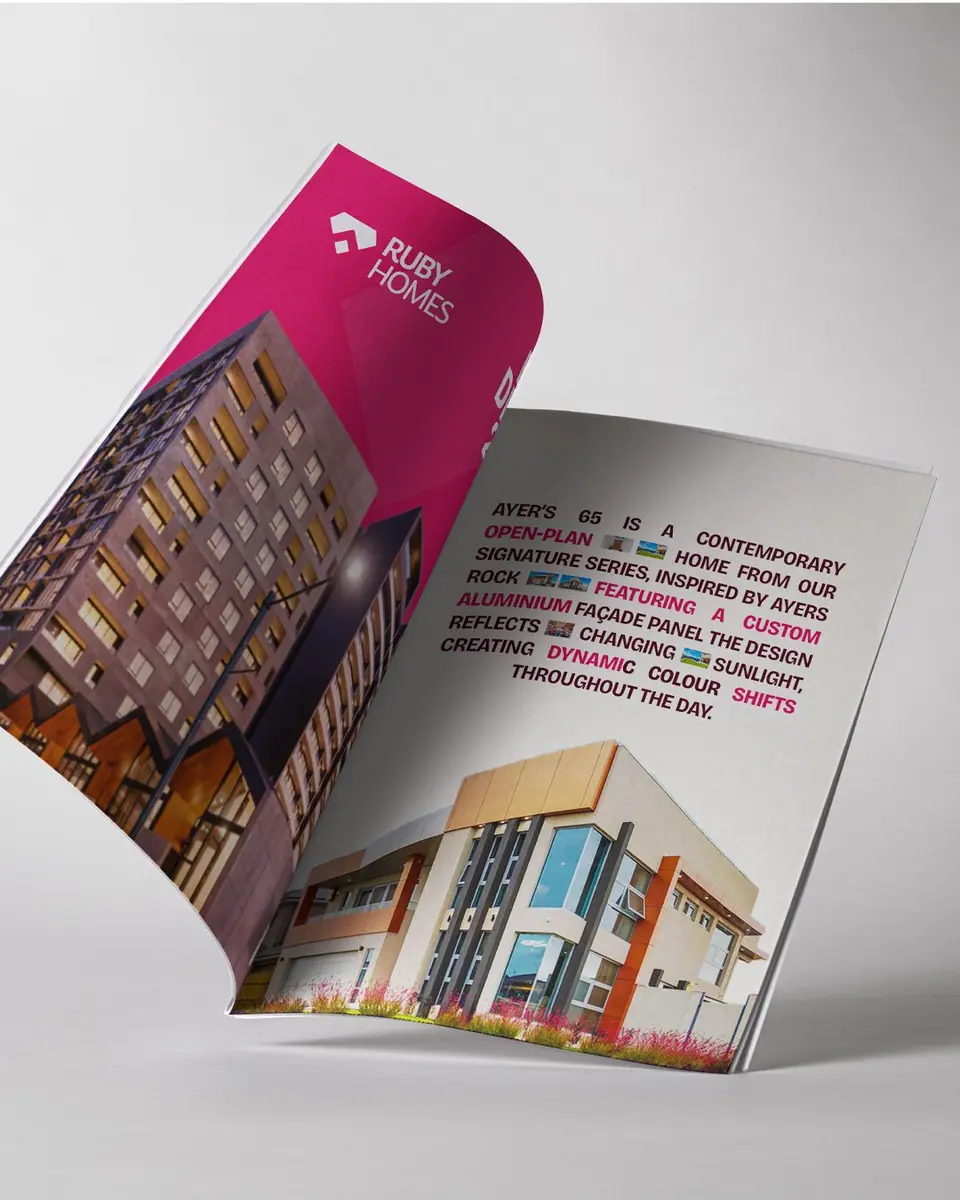 RUBY
HOMES
D
AYER'S 65 IS A CONTEMPORARY
OPEN-PLAN HOME FROM OUR
SIGNATURE SERIES, INSPIRED BY AYERS
ROCK FEATURING A CUSTOM
ALUMINIUM FAÇADE PANEL THE DESIGN
REFLECTS CHANGING SUNLIGHT,
CREATING DYNAMIC COLOUR SHIFTS
THROUGHOUT THE DAY.